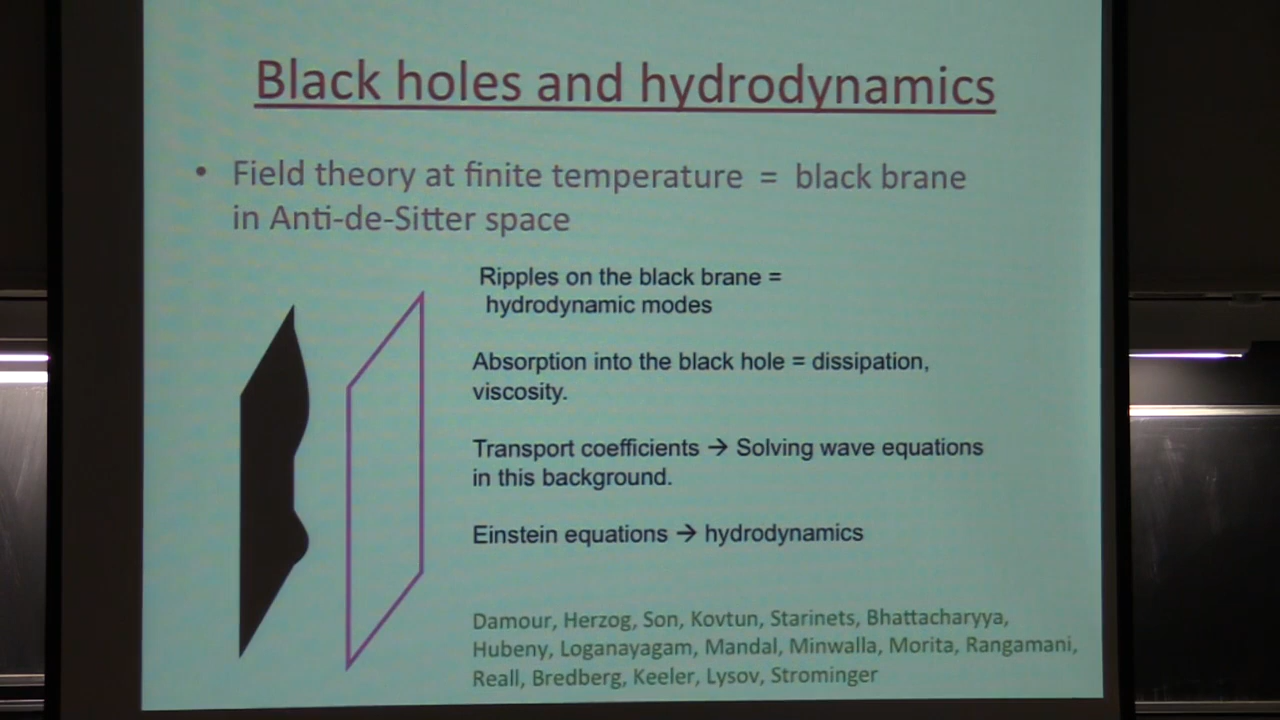 Black holes and hydrodynamics
• Field theory at finite temperature = black brane
in Anti-de-Sitter space
Ripples on the black brane =
hydrodynamic modes
Absorption into the black hole = dissipation,
viscosity.
Transport coefficients → Solving wave equations
in this background.
Einstein equations → hydrodynamics
Damour, Herzog, Son, Kovtun, Starinets, Bhattacharyya,
Hubeny, Loganayagam, Mandal, Minwalla, Morita, Rangamani,
Reall, Bredberg, Keeler, Lysov, Strominger